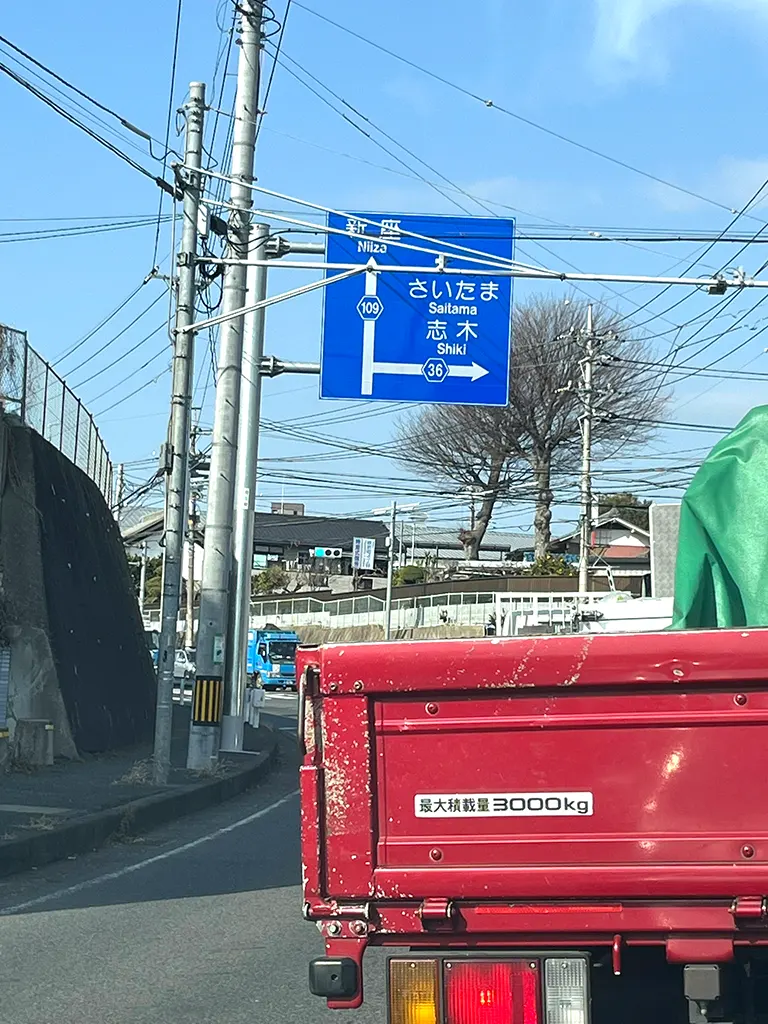 新座
Niiza
109
さいたま
Saitama
志木
Shiki
36
最大積載量3000kg